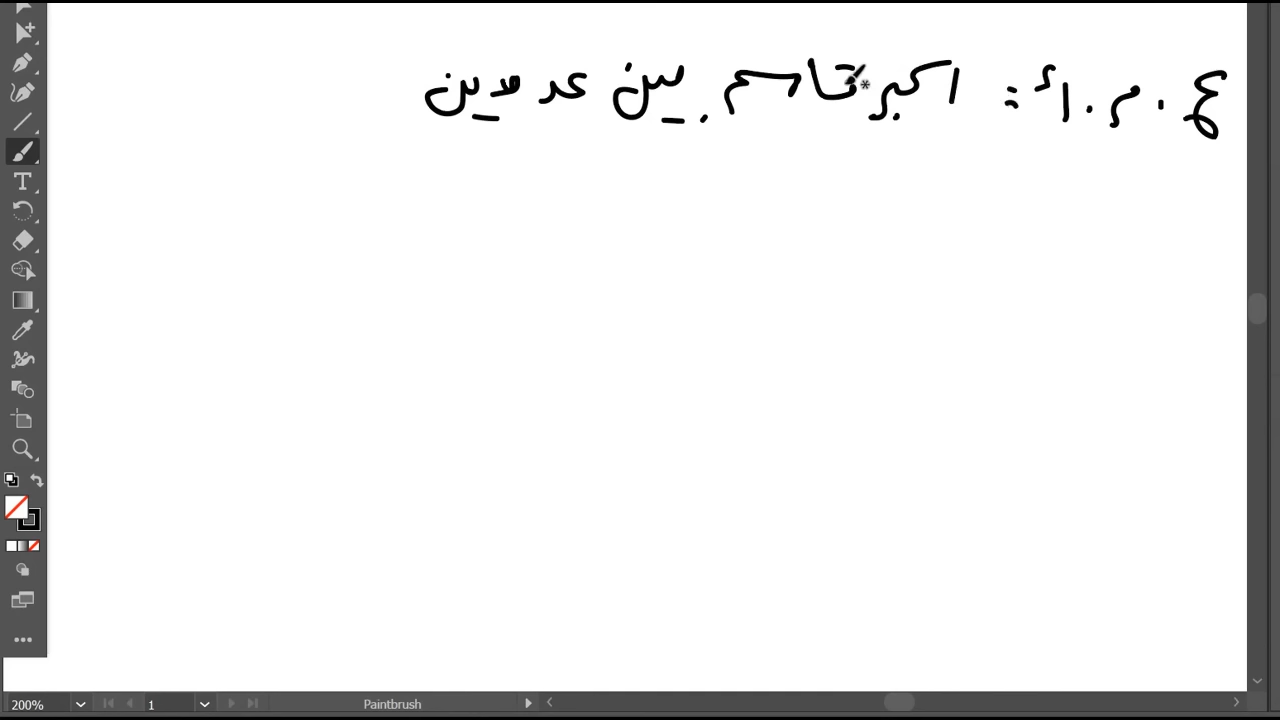 ع . م . أ : اكبر قاسم بين عددين
200%
1
Paintbrush